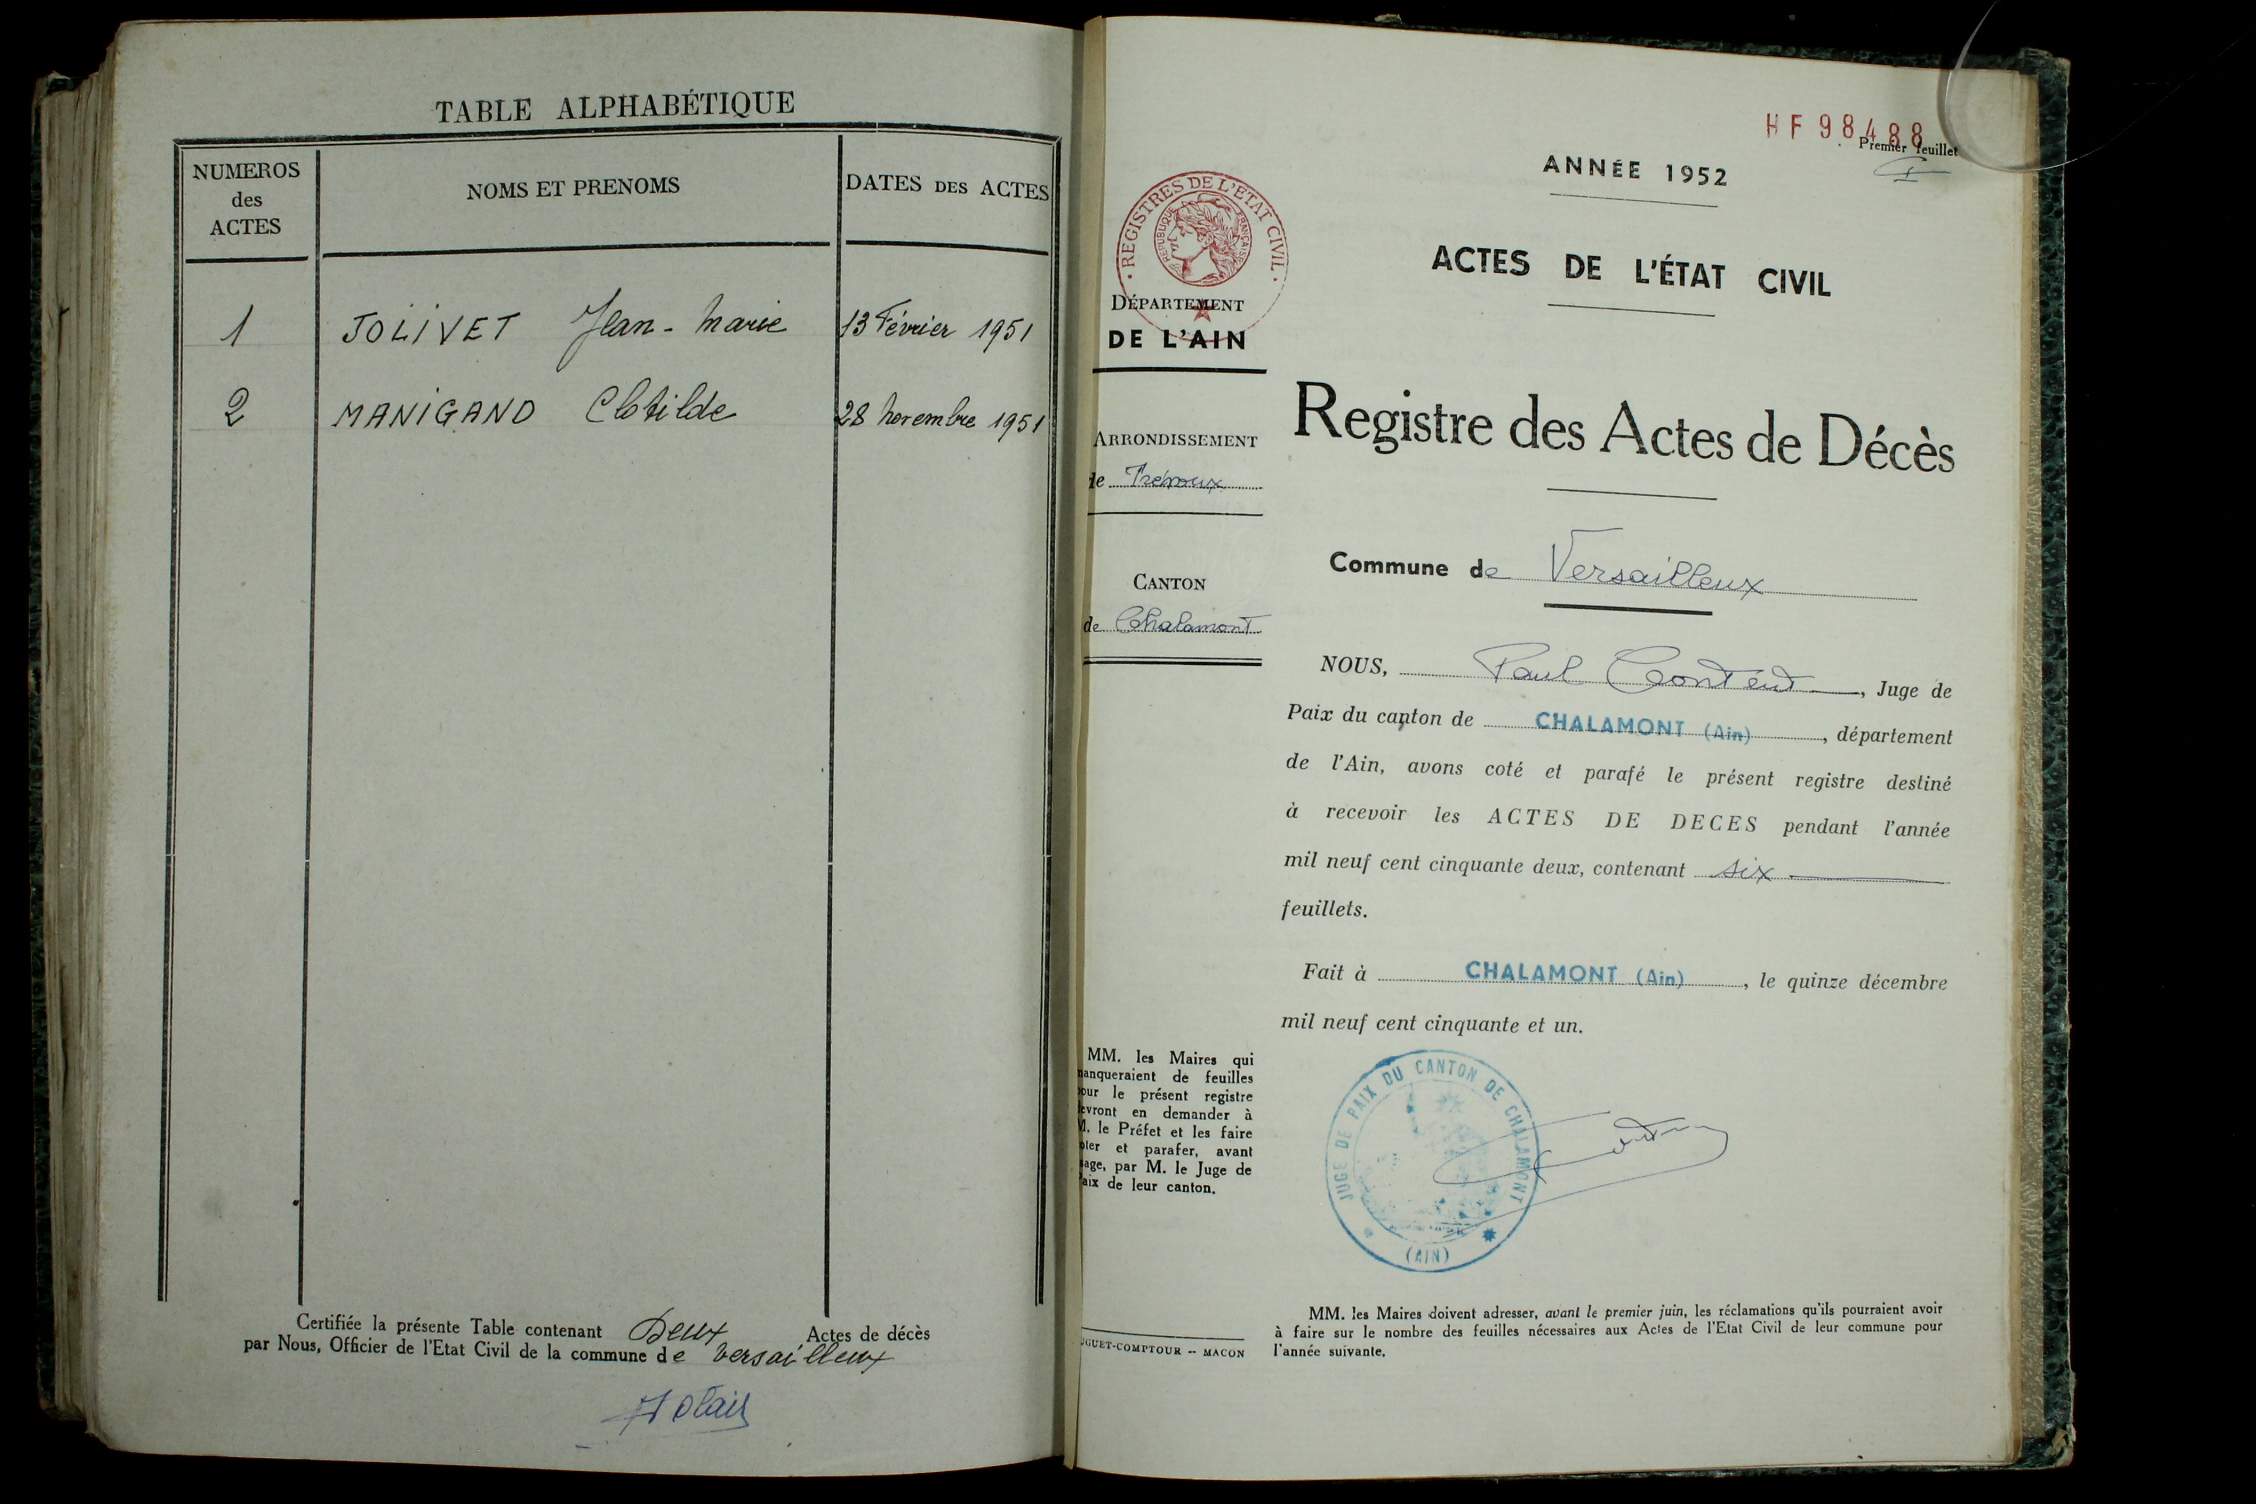 TABLE ALPHABÉTIQUE
NUMEROS
des
ACTES
NOMS ET PRENOMS
DATES DES ACTES
1 JOLIVET Jean-Marie 13 Février 1951
2 MANIGAND Clotilde 28 novembre 1951
Certifiée la présente Table contenant Deux Actes de décès
par Nous, Officier de l'Etat Civil de la commune de Versailleux
HF 98488
Premier feuillet
ANNÉE 1952
REGISTRES DE L'ETAT CIVIL
REPUBLIQUE FRANÇAISE
ACTES DE L'ÉTAT CIVIL
DÉPARTEMENT
DE L'AIN
ARRONDISSEMENT
de Trévoux
CANTON
de Chalamont
Registre des Actes de Décès
Commune de Versailleux
NOUS, Paul Content, Juge de
Paix du canton de CHALAMONT (Ain), département
de l'Ain, avons coté et parafé le présent registre destiné
à recevoir les ACTES DE DECES pendant l'année
mil neuf cent cinquante deux, contenant six
feuillets.
Fait à CHALAMONT (Ain), le quinze décembre
mil neuf cent cinquante et un.
JUGE DE PAIX DU CANTON DE CHALAMONT
(AIN)
MM. les Maires qui
manqueraient de feuilles
pour le présent registre
devront en demander à
M. le Préfet et les faire
coter et parafer, avant
usage, par M. le Juge de
Paix de leur canton.
GUET-COMPTOUR -- MACON
MM. les Maires doivent adresser, avant le premier juin, les réclamations qu'ils pourraient avoir
à faire sur le nombre des feuilles nécessaires aux Actes de l'Etat Civil de leur commune pour
l'année suivante.